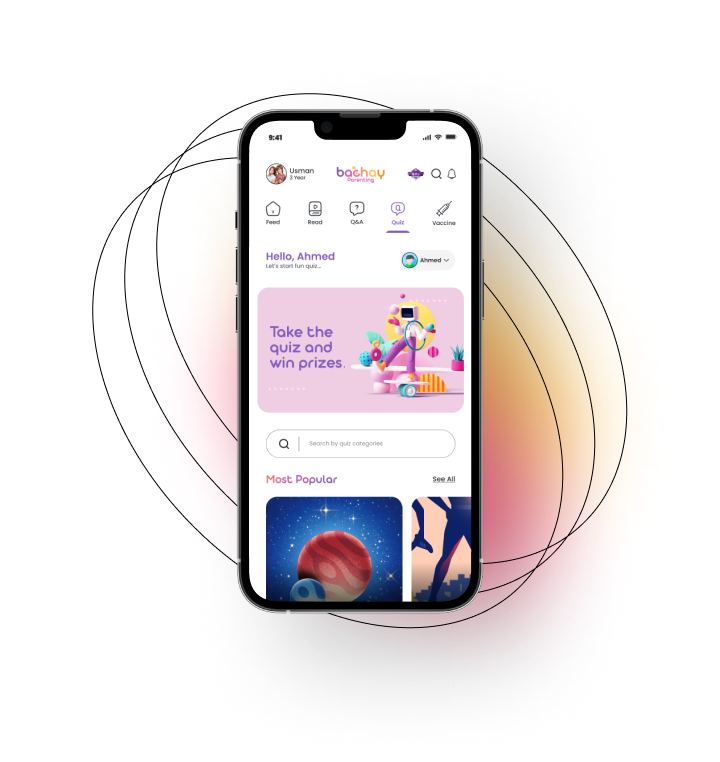 9:41
Usman
3 Year
bachay
Parenting
Feed
Read
Q&A
Quiz
Vaccine
Hello, Ahmed
Let's start fun quiz...
Ahmed
Take the
quiz and
win prizes.
Search by quiz categories
Most Popular
See All